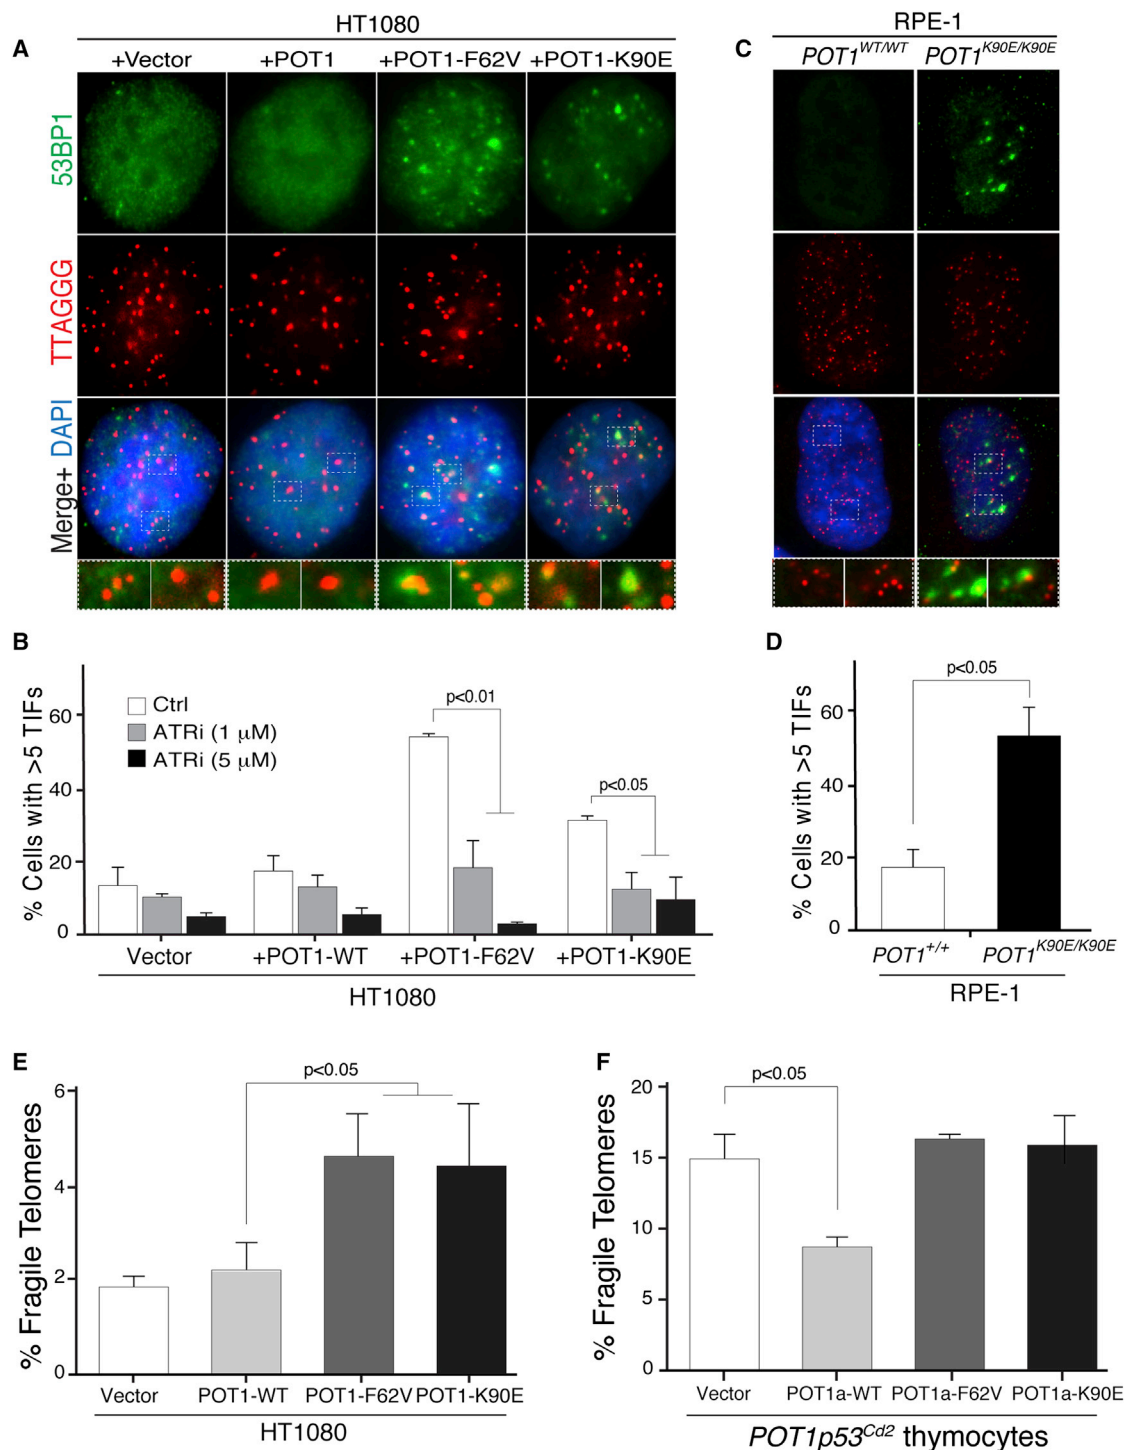 HT1080
A
+Vector
+POT1
+POT1-F62V
+POT1-K90E
53BP1
TTAGGG
Merge+ DAPI
RPE-1
C
POT1WT/WT
POT1K90E/K90E
B
% Cells with >5 TIFs
60
40
20
0
Ctrl
ATRi (1 μM)
ATRi (5 μM)
p<0.01
p<0.05
Vector
+POT1-WT
+POT1-F62V
+POT1-K90E
HT1080
D
% Cells with >5 TIFs
60
40
20
0
p<0.05
POT1+/+
POT1K90E/K90E
RPE-1
E
% Fragile Telomeres
6
4
2
0
p<0.05
Vector
POT1-WT
POT1-F62V
POT1-K90E
HT1080
F
% Fragile Telomeres
20
15
10
5
0
p<0.05
Vector
POT1a-WT
POT1a-F62V
POT1a-K90E
POT1p53Cd2 thymocytes